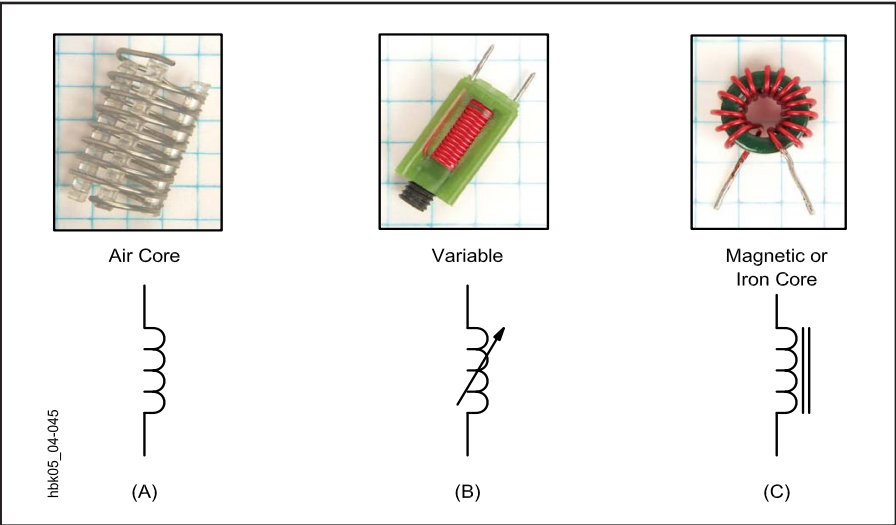 Air Core
Variable
Magnetic or
Iron Core
hbk05_04-045
(A)
(B)
(C)